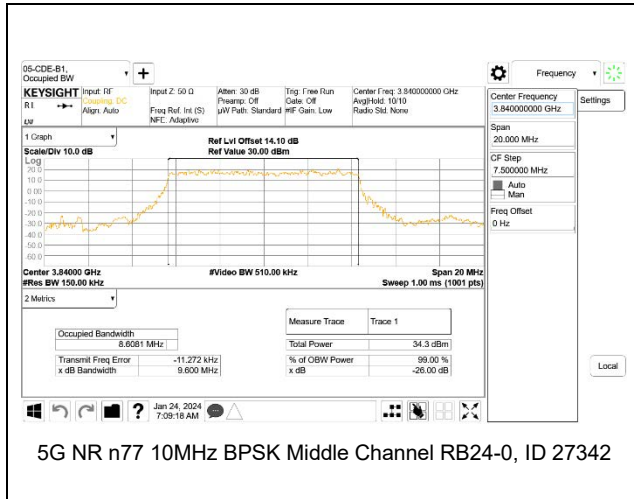 05-CDE-B1,
Occupied BW
Frequency
KEYSIGHT
Input: RF
Coupling: DC
Align: Auto
Input Z: 50 Ω
Freq Ref: Int (S)
NFE: Adaptive
Atten: 30 dB
Preamp: Off
µW Path: Standard
Trig: Free Run
Gate: Off
#IF Gain: Low
Center Freq: 3.840000000 GHz
Avg|Hold: 10/10
Radio Std: None
Center Frequency
3.840000000 GHz
Settings
Span
20.000 MHz
CF Step
7.500000 MHz
Auto
Man
Freq Offset
0 Hz
1 Graph
Scale/Div 10.0 dB
Ref Lvl Offset 14.10 dB
Ref Value 30.00 dBm
Log
20.0
10.0
0.00
-10.0
-20.0
-30.0
-40.0
-50.0
-60.0
Center 3.84000 GHz
#Video BW 510.00 kHz
Span 20 MHz
#Res BW 150.00 kHz
Sweep 1.00 ms (1001 pts)
2 Metrics
Measure Trace
Trace 1
Occupied Bandwidth
8.6081 MHz
Total Power
34.3 dBm
Transmit Freq Error
-11.272 kHz
% of OBW Power
99.00 %
x dB Bandwidth
9.600 MHz
x dB
-26.00 dB
Local
Jan 24, 2024
7:09:18 AM
5G NR n77 10MHz BPSK Middle Channel RB24-0, ID 27342